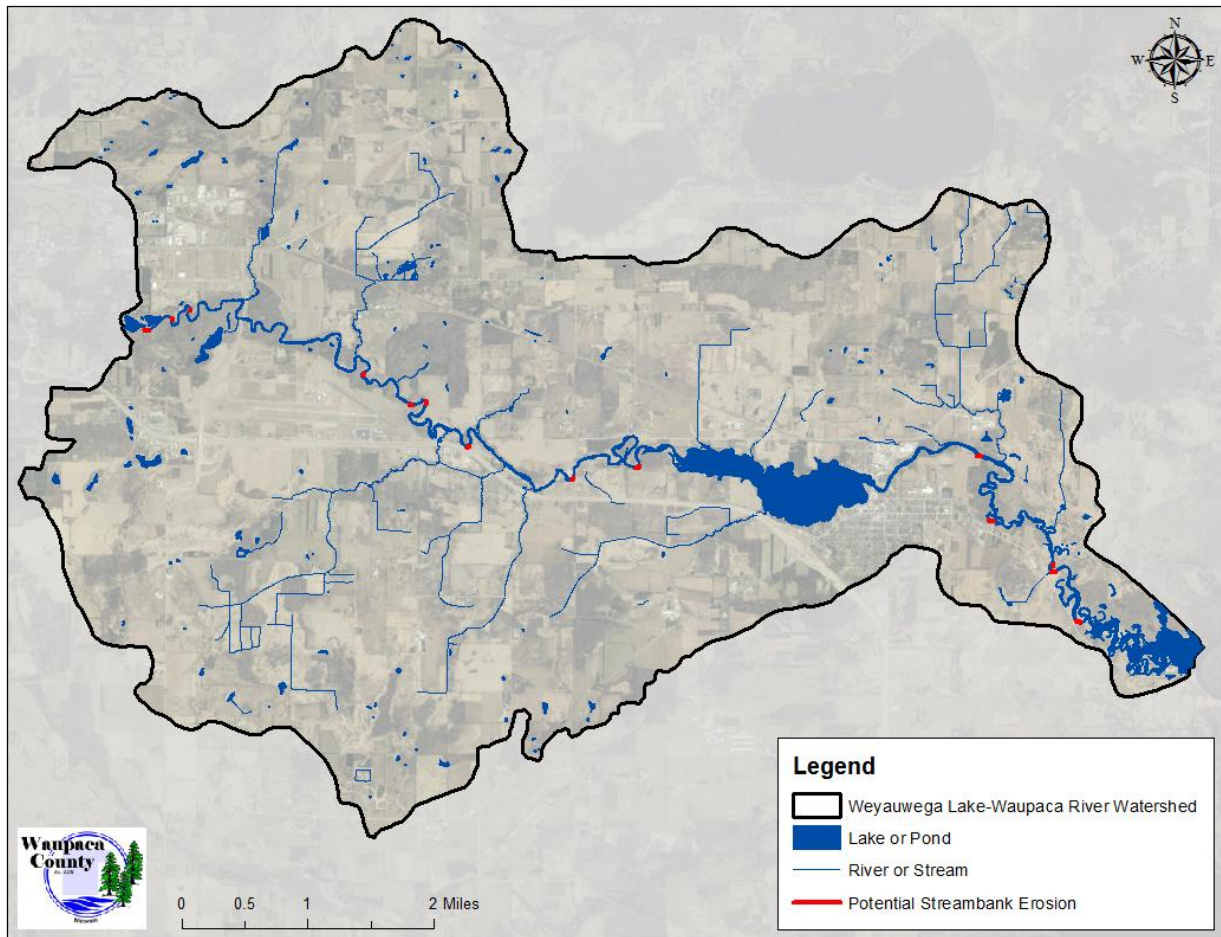 N
W
E
S
Legend
Weyauwega Lake-Waupaca River Watershed
Lake or Pond
River or Stream
Potential Streambank Erosion
Waupaca
County
Wisconsin
0 0.5 1 2 Miles